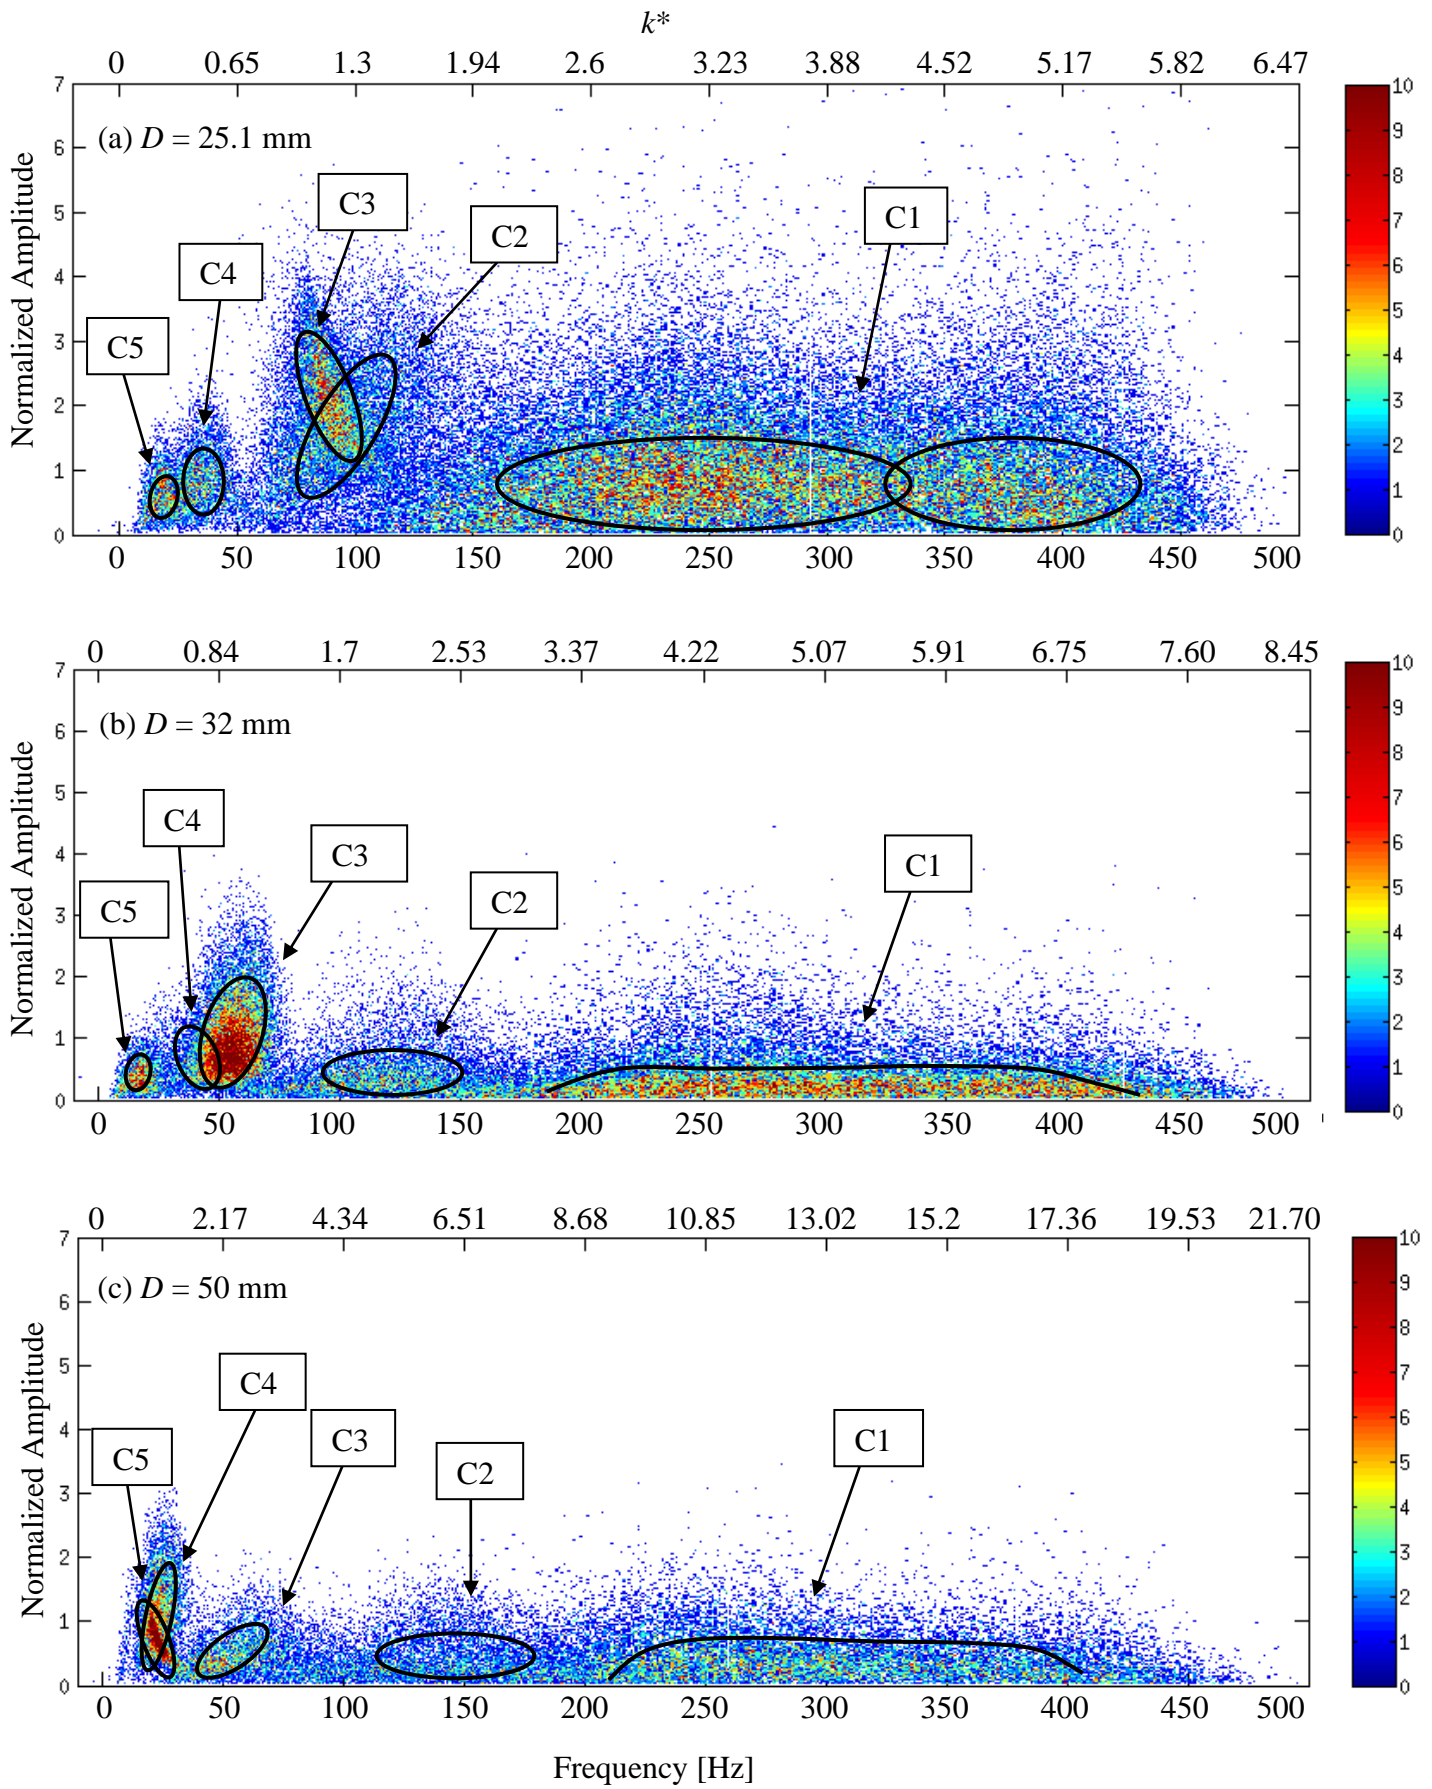 k*
0 0.65 1.3 1.94 2.6 3.23 3.88 4.52 5.17 5.82 6.47
7
6
5
4
3
2
1
0
Normalized Amplitude
(a) D = 25.1 mm
C3
C2
C1
C4
C5
10
9
8
7
6
5
4
3
2
1
0
0 50 100 150 200 250 300 350 400 450 500
0 0.84 1.7 2.53 3.37 4.22 5.07 5.91 6.75 7.60 8.45
7
6
5
4
3
2
1
0
Normalized Amplitude
(b) D = 32 mm
C4
C3
C1
C2
C5
10
9
8
7
6
5
4
3
2
1
0
0 50 100 150 200 250 300 350 400 450 500
0 2.17 4.34 6.51 8.68 10.85 13.02 15.2 17.36 19.53 21.70
7
6
5
4
3
2
1
0
Normalized Amplitude
(c) D = 50 mm
C4
C3
C1
C5
C2
10
9
8
7
6
5
4
3
2
1
0
0 50 100 150 200 250 300 350 400 450 500
Frequency [Hz]